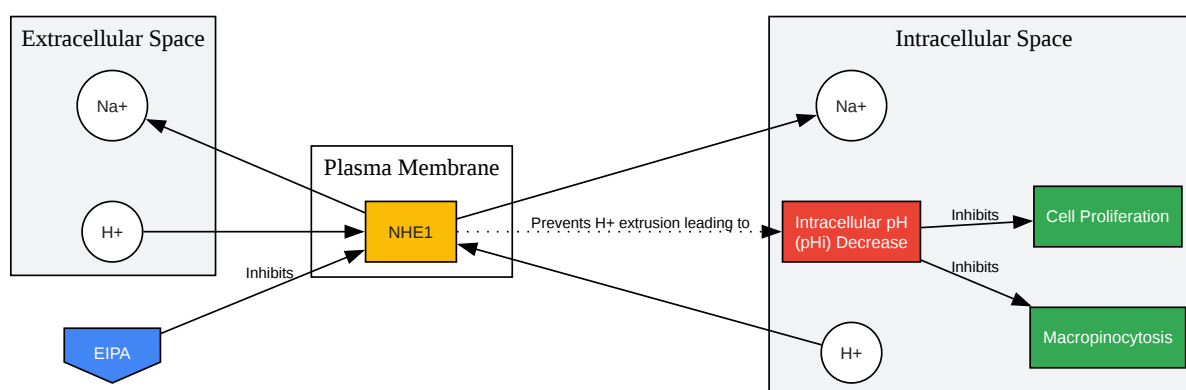 Extracellular Space
Na+
H+
Inhibits
EIPA
Plasma Membrane
NHE1
Prevents H+ extrusion leading to
Intracellular Space
Na+
Intracellular pH
(pHi) Decrease
Inhibits
Cell Proliferation
Inhibits
Macropinocytosis
H+